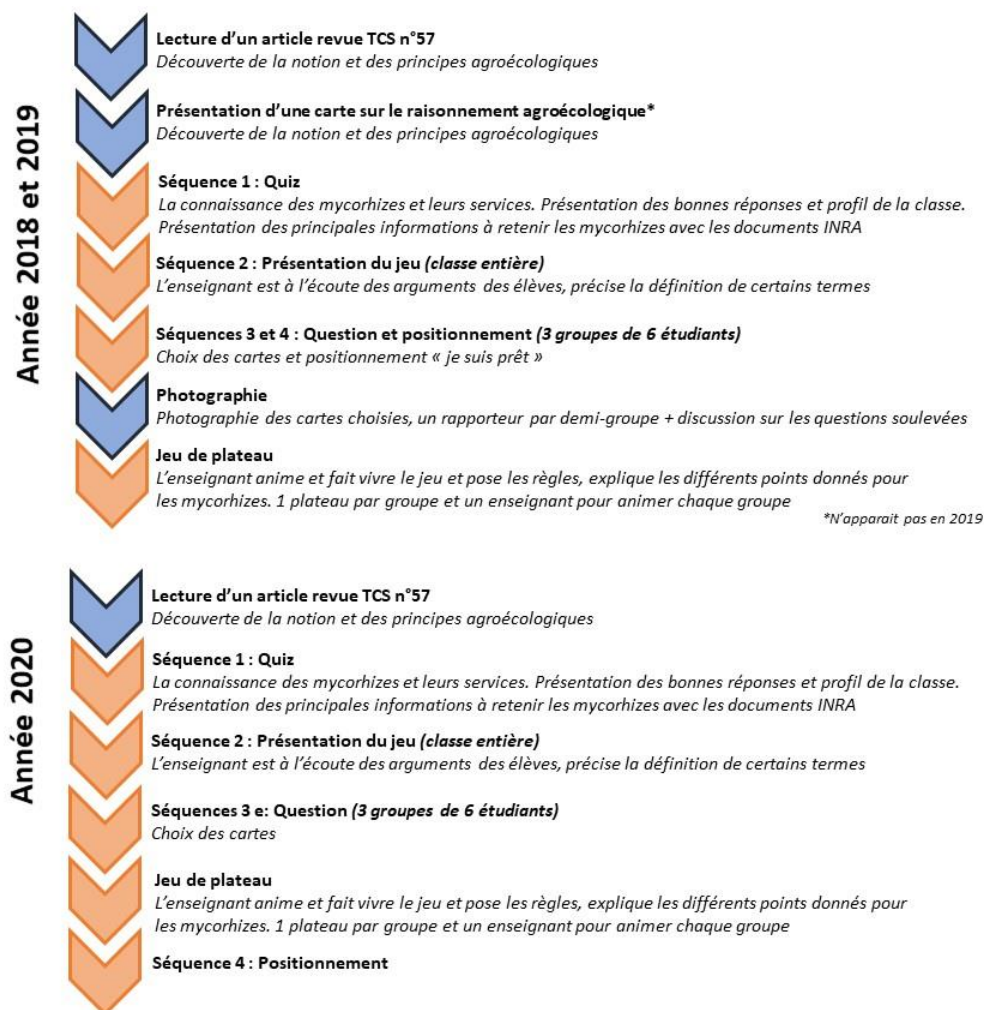 Année 2018 et 2019
Lecture d'un article revue TCS n°57
Découverte de la notion et des principes agroécologiques
Présentation d'une carte sur le raisonnement agroécologique*
Découverte de la notion et des principes agroécologiques
Séquence 1 : Quiz
La connaissance des mycorhizes et leurs services. Présentation des bonnes réponses et profil de la classe.
Présentation des principales informations à retenir les mycorhizes avec les documents INRA
Séquence 2 : Présentation du jeu (classe entière)
L'enseignant est à l'écoute des arguments des élèves, précise la définition de certains termes
Séquences 3 et 4 : Question et positionnement (3 groupes de 6 étudiants)
Choix des cartes et positionnement « je suis prêt »
Photographie
Photographie des cartes choisies, un rapporteur par demi-groupe + discussion sur les questions soulevées
Jeu de plateau
L'enseignant anime et fait vivre le jeu et pose les règles, explique les différents points donnés pour
les mycorhizes. 1 plateau par groupe et un enseignant pour animer chaque groupe
*N'apparait pas en 2019
Année 2020
Lecture d'un article revue TCS n°57
Découverte de la notion et des principes agroécologiques
Séquence 1 : Quiz
La connaissance des mycorhizes et leurs services. Présentation des bonnes réponses et profil de la classe.
Présentation des principales informations à retenir les mycorhizes avec les documents INRA
Séquence 2 : Présentation du jeu (classe entière)
L'enseignant est à l'écoute des arguments des élèves, précise la définition de certains termes
Séquences 3 e: Question (3 groupes de 6 étudiants)
Choix des cartes
Jeu de plateau
L'enseignant anime et fait vivre le jeu et pose les règles, explique les différents points donnés pour
les mycorhizes. 1 plateau par groupe et un enseignant pour animer chaque groupe
Séquence 4 : Positionnement